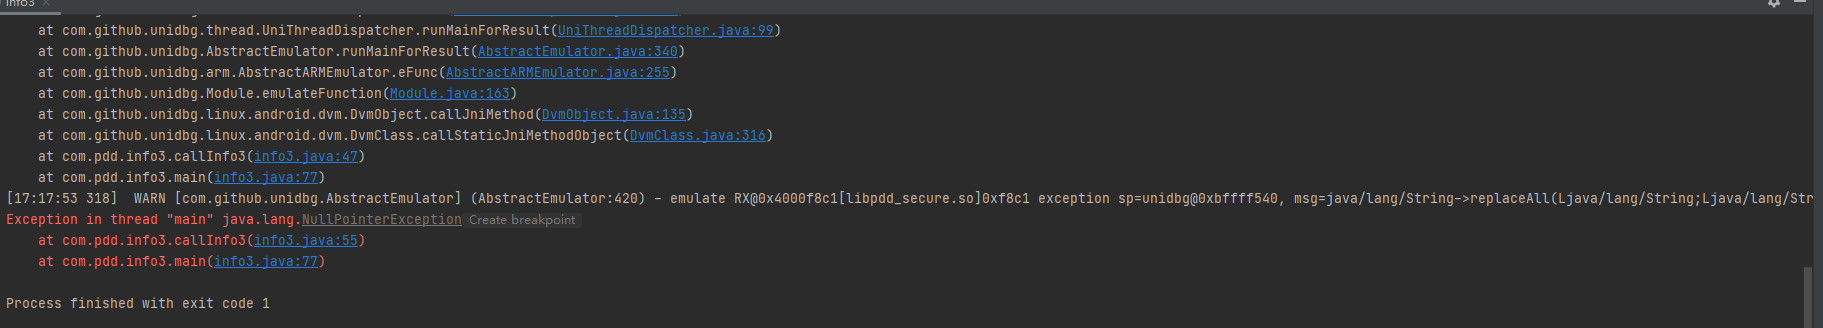 info3 ×
at com.github.unidbg.thread.UniThreadDispatcher.runMainForResult(UniThreadDispatcher.java:99)
at com.github.unidbg.AbstractEmulator.runMainForResult(AbstractEmulator.java:340)
at com.github.unidbg.arm.AbstractARMEmulator.eFunc(AbstractARMEmulator.java:255)
at com.github.unidbg.Module.emulateFunction(Module.java:163)
at com.github.unidbg.linux.android.dvm.DvmObject.callJniMethod(DvmObject.java:135)
at com.github.unidbg.linux.android.dvm.DvmClass.callStaticJniMethodObject(DvmClass.java:316)
at com.pdd.info3.callInfo3(info3.java:47)
at com.pdd.info3.main(info3.java:77)
[17:17:53 318]  WARN [com.github.unidbg.AbstractEmulator] (AbstractEmulator:420) - emulate RX@0x4000f8c1[libpdd_secure.so]0xf8c1 exception sp=unidbg@0xbffff540, msg=java/lang/String->replaceAll(Ljava/lang/String;Ljava/lang/Str
Exception in thread "main" java.lang.NullPointerException Create breakpoint
at com.pdd.info3.callInfo3(info3.java:55)
at com.pdd.info3.main(info3.java:77)
Process finished with exit code 1